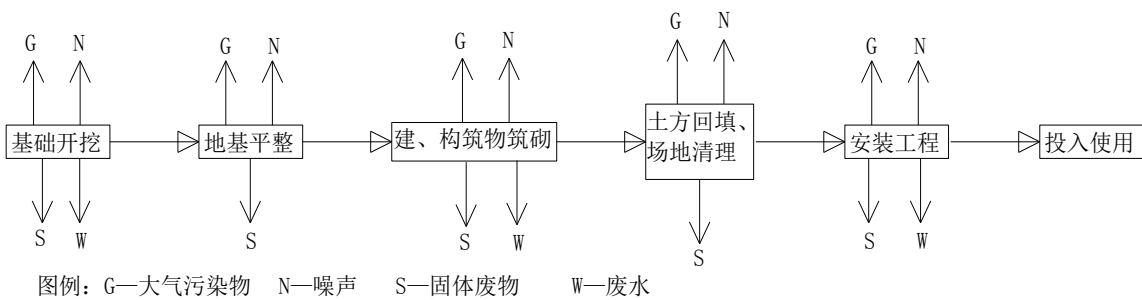 G N G N G N G N G N
基础开挖 地基平整 建、构筑物筑砌 土方回填、 安装工程 投入使用
场地清理
S W S S W S S W
图例：G—大气污染物 N—噪声 S—固体废物 W—废水